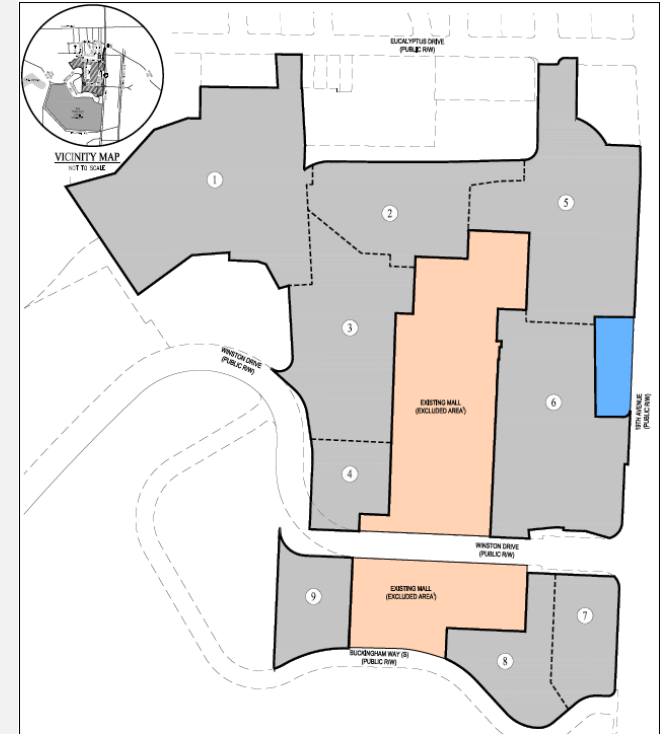 EUCALYPTUS DRIVE
(PUBLIC R/W)
VICINITY MAP
NOT TO SCALE
1
2
5
3
WINSTON DRIVE
(PUBLIC R/W)
EXISTING MALL
(EXCLUDED AREA¹)
6
19TH AVENUE
(PUBLIC R/W)
4
WINSTON DRIVE
(PUBLIC R/W)
EXISTING MALL
(EXCLUDED AREA¹)
9
7
BUCKINGHAM WAY (S)
(PUBLIC R/W)
8